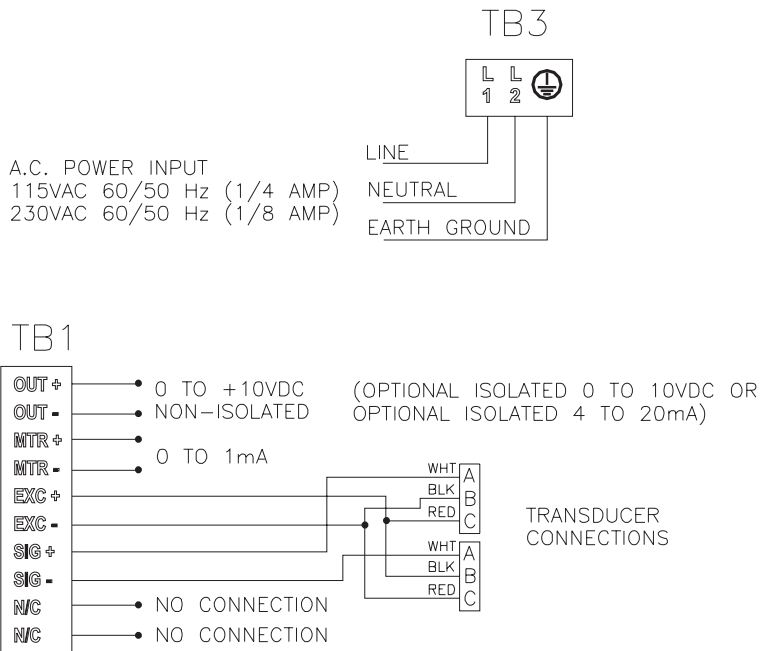 TB3
L L
1 2
LINE
A.C. POWER INPUT
115VAC 60/50 Hz (1/4 AMP)
NEUTRAL
230VAC 60/50 Hz (1/8 AMP)
EARTH GROUND
TB1
OUT +
0 TO +10VDC
(OPTIONAL ISOLATED 0 TO 10VDC OR
OUT -
NON-ISOLATED
OPTIONAL ISOLATED 4 TO 20mA)
MTR +
0 TO 1mA
MTR -
WHT A
EXC +
BLK B
RED C
TRANSDUCER
CONNECTIONS
EXC -
SIG +
WHT A
BLK B
SIG -
RED C
N/C
NO CONNECTION
N/C
NO CONNECTION